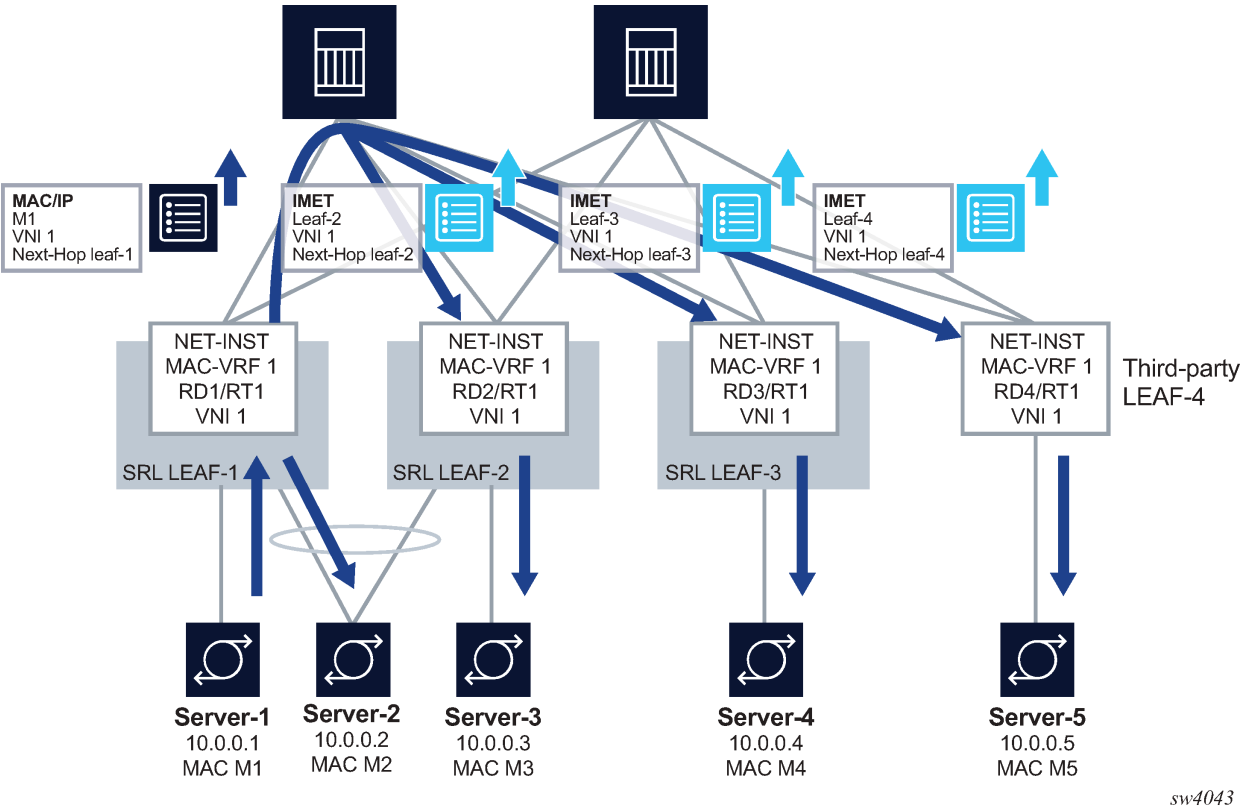 MAC/IP
M1
VNI 1
Next-Hop leaf-1
IMET
Leaf-2
VNI 1
Next-Hop leaf-2
IMET
Leaf-3
VNI 1
Next-Hop leaf-3
IMET
Leaf-4
VNI 1
Next-Hop leaf-4
NET-INST
MAC-VRF 1
RD1/RT1
VNI 1
SRL LEAF-1
NET-INST
MAC-VRF 1
RD2/RT1
VNI 1
SRL LEAF-2
NET-INST
MAC-VRF 1
RD3/RT1
VNI 1
SRL LEAF-3
NET-INST
MAC-VRF 1
RD4/RT1
VNI 1
Third-party
LEAF-4
Server-1
10.0.0.1
MAC M1
Server-2
10.0.0.2
MAC M2
Server-3
10.0.0.3
MAC M3
Server-4
10.0.0.4
MAC M4
Server-5
10.0.0.5
MAC M5
sw4043